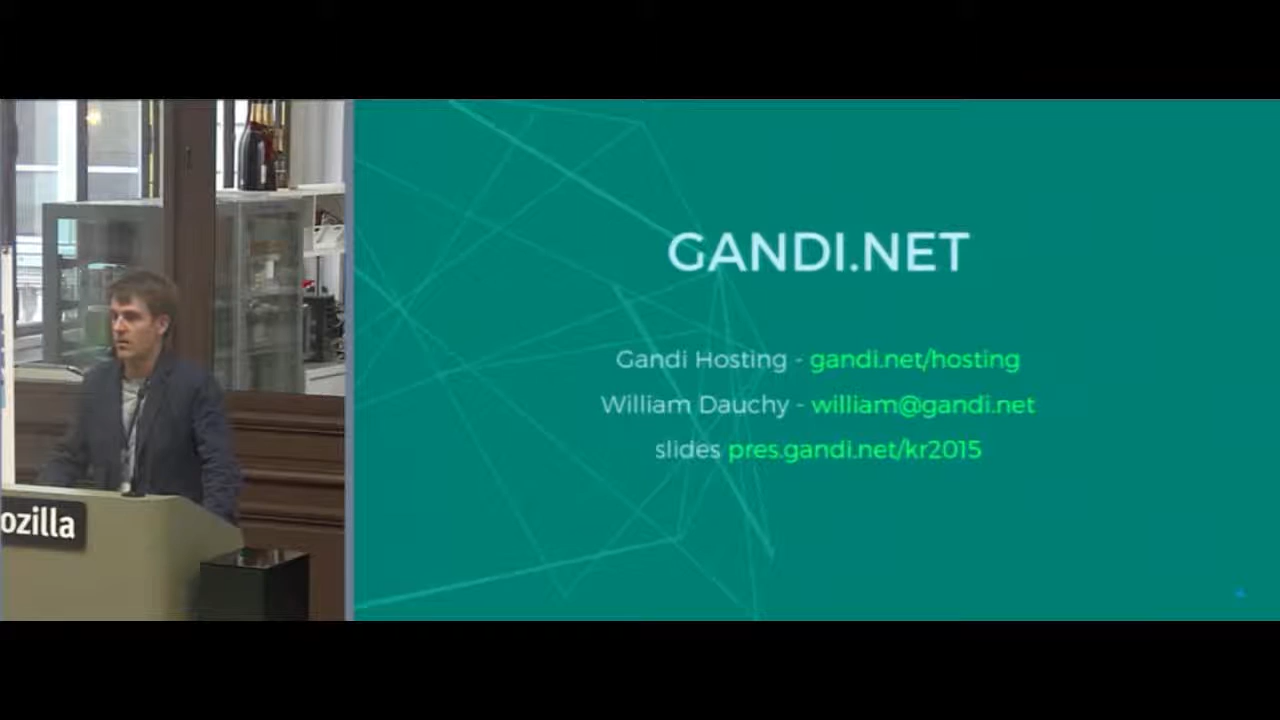 ozilla
GANDI.NET
Gandi Hosting - gandi.net/hosting
William Dauchy - william@gandi.net
slides pres.gandi.net/kr2015